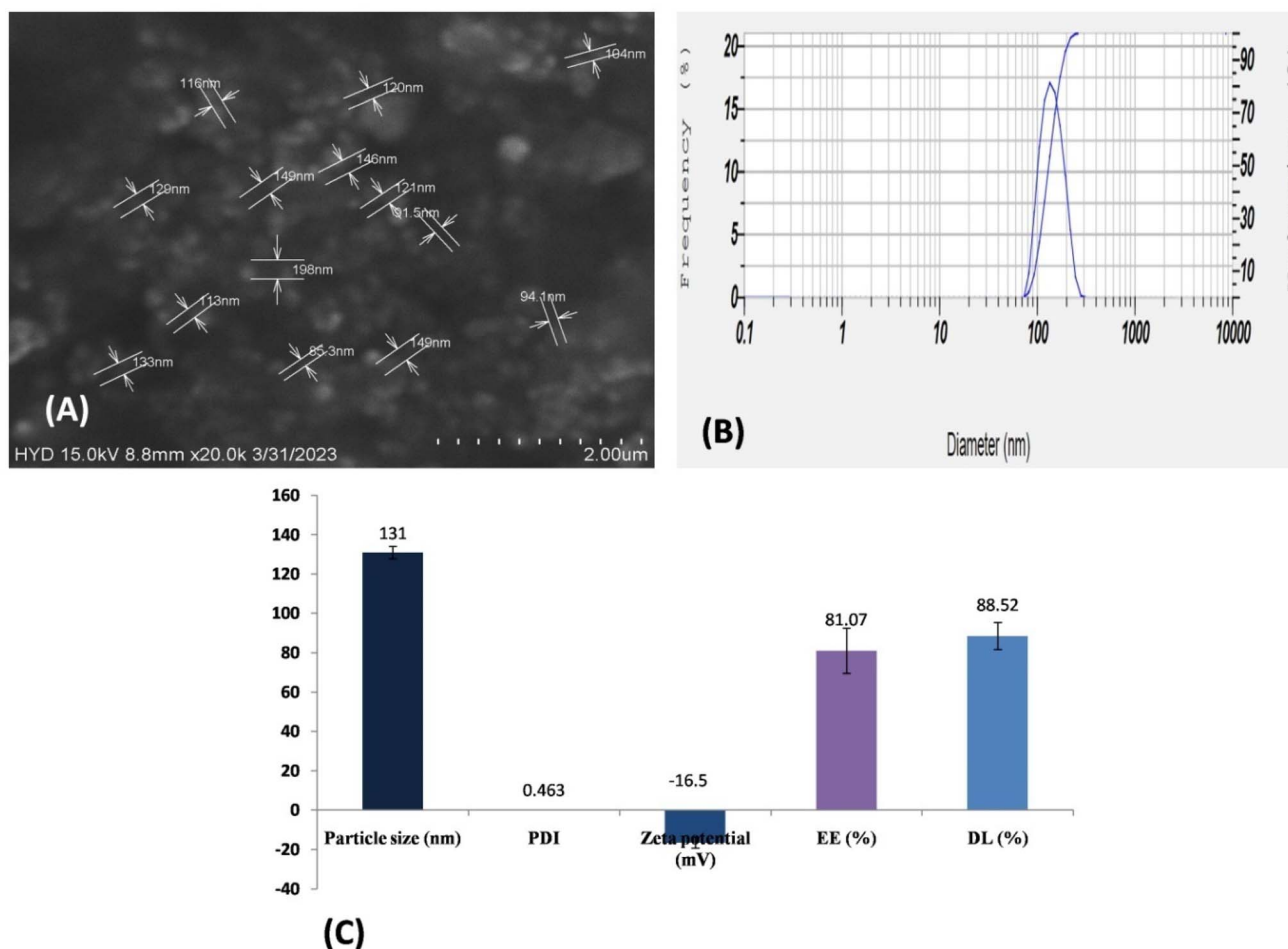 104nm
116nm
120nm
146nm
129nm
149nm
121nm
91.5nm
198nm
113nm
94.1nm
133nm
85.3nm
149nm
(A)
HYD 15.0kV 8.8mm x20.0k 3/31/2023
2.00um
Frequency (%)
20
15
10
5
0
90
70
50
30
10
0.1
1
10
100
1000
10000
Diameter (nm)
(B)
160
140
120
100
80
60
40
20
0
-20
-40
131
0.463
-16.5
81.07
88.52
Particle size (nm)
PDI
Zeta potential
(mV)
EE (%)
DL (%)
(C)